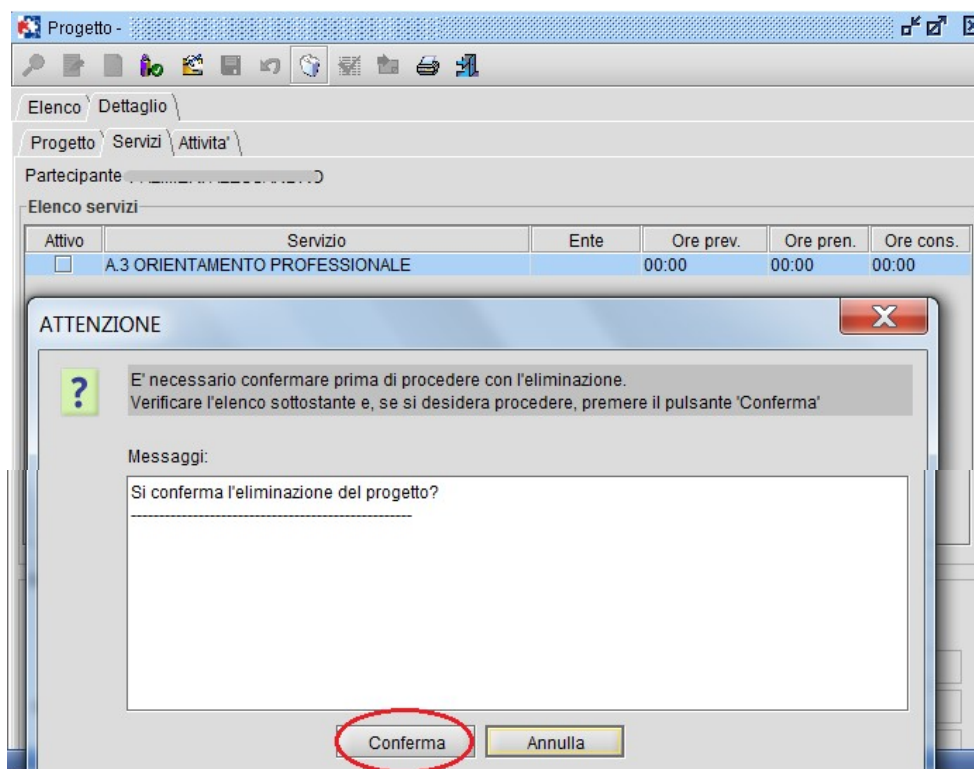 Progetto -
Elenco Dettaglio
Progetto Servizi Attivita'
Partecipante
Elenco servizi
Attivo Servizio Ente Ore prev. Ore pren. Ore cons.
A.3 ORIENTAMENTO PROFESSIONALE 00:00 00:00 00:00
ATTENZIONE
E' necessario confermare prima di procedere con l'eliminazione.
Verificare l'elenco sottostante e, se si desidera procedere, premere il pulsante 'Conferma'
Messaggi:
Si conferma l'eliminazione del progetto?
--------------------------------------------------
Conferma Annulla